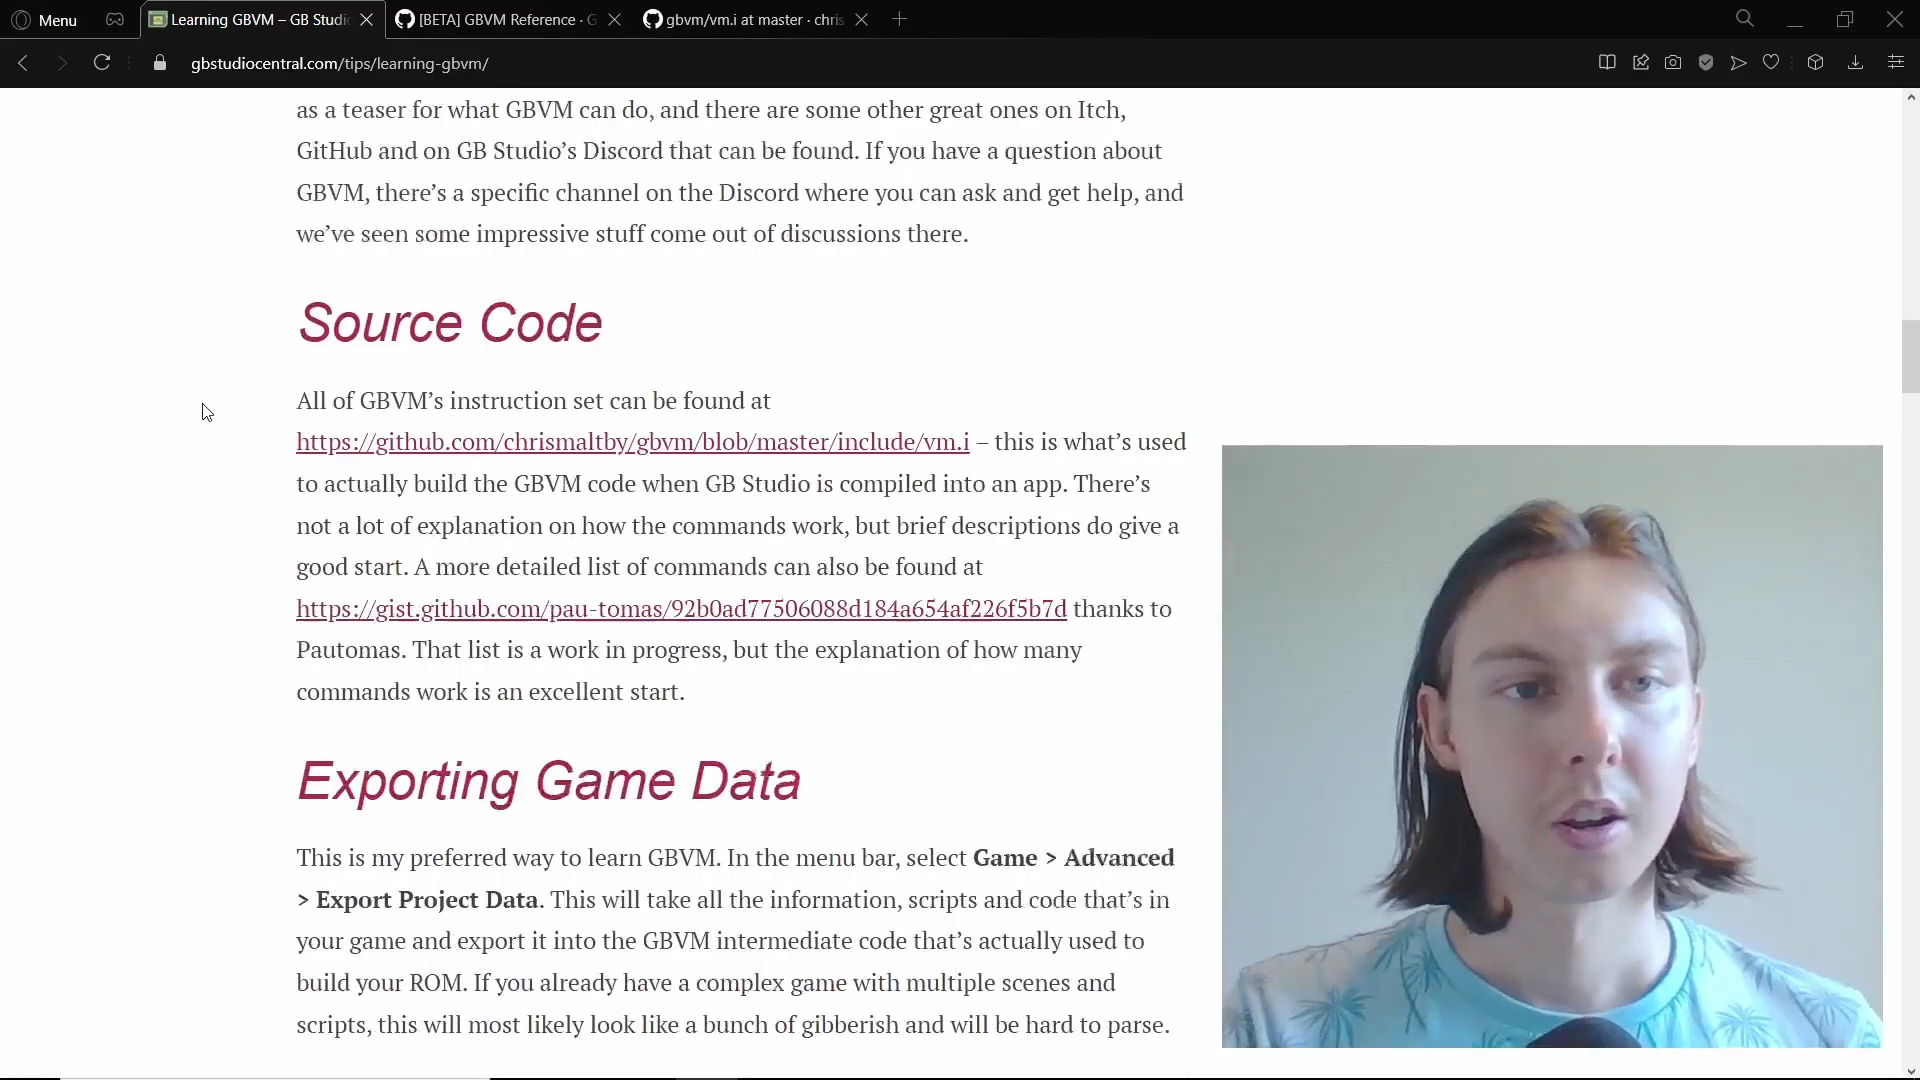 Menu
Learning GBVM – GB Studi
[BETA] GBVM Reference · G
gbvm/vm.i at master · chris
gbstudiocentral.com/tips/learning-gbvm/
as a teaser for what GBVM can do, and there are some other great ones on Itch,
GitHub and on GB Studio’s Discord that can be found. If you have a question about
GBVM, there’s a specific channel on the Discord where you can ask and get help, and
we’ve seen some impressive stuff come out of discussions there.
Source Code
All of GBVM’s instruction set can be found at
https://github.com/chrismaltby/gbvm/blob/master/include/vm.i – this is what’s used
to actually build the GBVM code when GB Studio is compiled into an app. There’s
not a lot of explanation on how the commands work, but brief descriptions do give a
good start. A more detailed list of commands can also be found at
https://gist.github.com/pau-tomas/92b0ad77506088d184a654af226f5b7d thanks to
Pautomas. That list is a work in progress, but the explanation of how many
commands work is an excellent start.
Exporting Game Data
This is my preferred way to learn GBVM. In the menu bar, select Game > Advanced
> Export Project Data. This will take all the information, scripts and code that’s in
your game and export it into the GBVM intermediate code that’s actually used to
build your ROM. If you already have a complex game with multiple scenes and
scripts, this will most likely look like a bunch of gibberish and will be hard to parse.